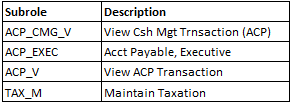 Subrole Description
ACP_CMG_V View Csh Mgt Trnsaction (ACP)
ACP_EXEC Acct Payable, Executive
ACP_V View ACP Transaction
TAX_M Maintain Taxation